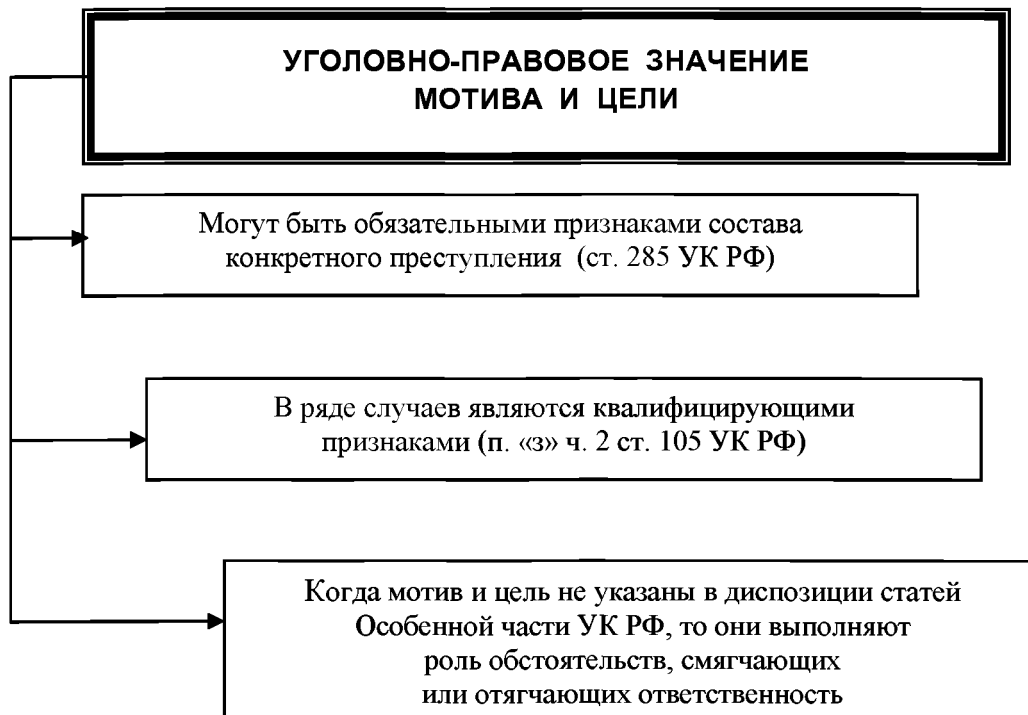 УГОЛОВНО-ПРАВОВОЕ ЗНАЧЕНИЕ
МОТИВА И ЦЕЛИ
Могут быть обязательными признаками состава
конкретного преступления (ст. 285 УК РФ)
В ряде случаев являются квалифицирующими
признаками (п. «з» ч. 2 ст. 105 УК РФ)
Когда мотив и цель не указаны в диспозиции статей
Особенной части УК РФ, то они выполняют
роль обстоятельств, смягчающих
или отягчающих ответственность